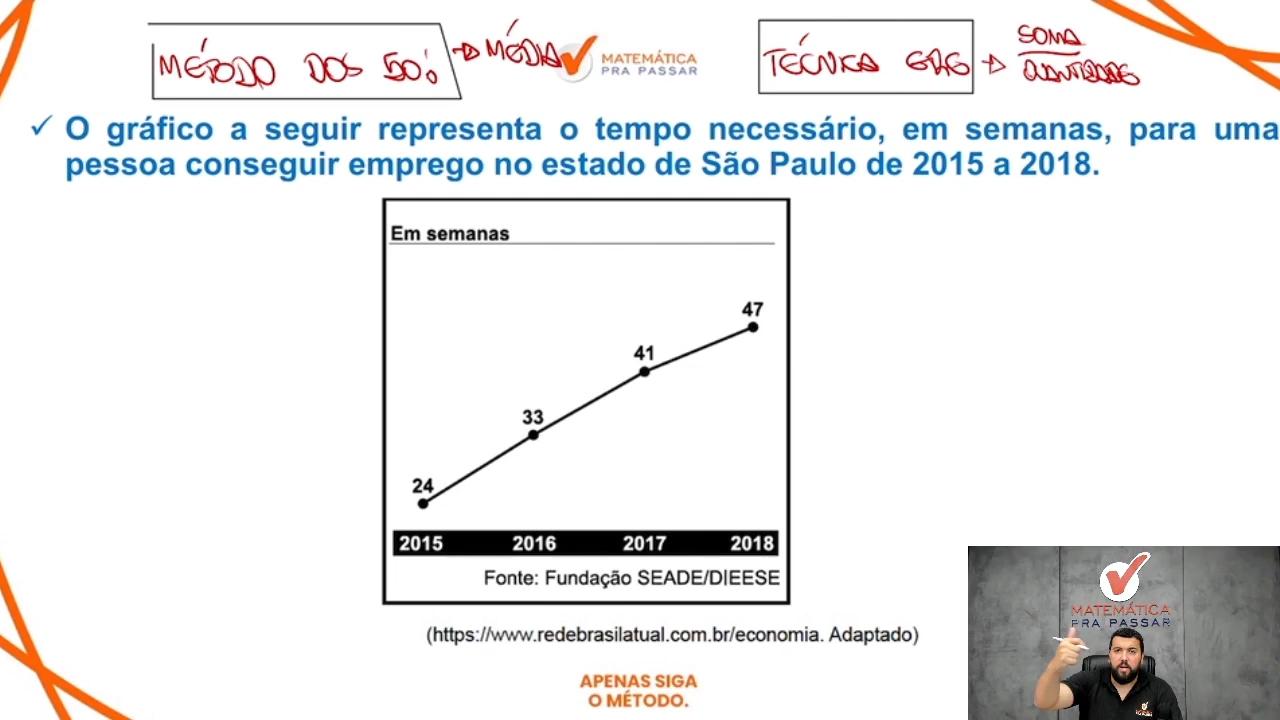 MÉTODO DOS 50% → MÉDIA
MATEMÁTICA
PRA PASSAR
TÉCNICA → SOMA
QUANTIDADE
✓ O gráfico a seguir representa o tempo necessário, em semanas, para uma
pessoa conseguir emprego no estado de São Paulo de 2015 a 2018.
Em semanas
47
41
33
24
2015 2016 2017 2018
Fonte: Fundação SEADE/DIEESE
(https://www.redebrasilatual.com.br/economia. Adaptado)
APENAS SIGA
O MÉTODO.
MATEMÁTICA
PRA PASSAR